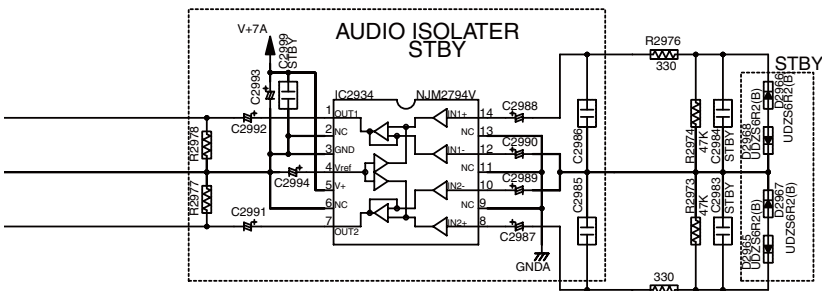 AUDIO ISOLATER
STBY
V+7A
C2999
STBY
C2993
IC2934
NJM2794V
1
OUT1
2
NC
3
GND
4
Vref
5
V+
6
NC
7
OUT2
14
IN1+
13
NC
12
IN1-
11
NC
10
IN2-
9
NC
8
IN2+
C2992
R2978
R2977
C2994
C2991
C2988
C2990
C2989
C2987
GNDA
C2986
C2985
R2976
330
R2974
47K
C2984
STBY
R2973
47K
C2983
STBY
330
STBY
D2966
UDZS6R2(B)
D2968
UDZS6R2(B)
D2967
UDZS6R2(B)
D2965
UDZS6R2(B)